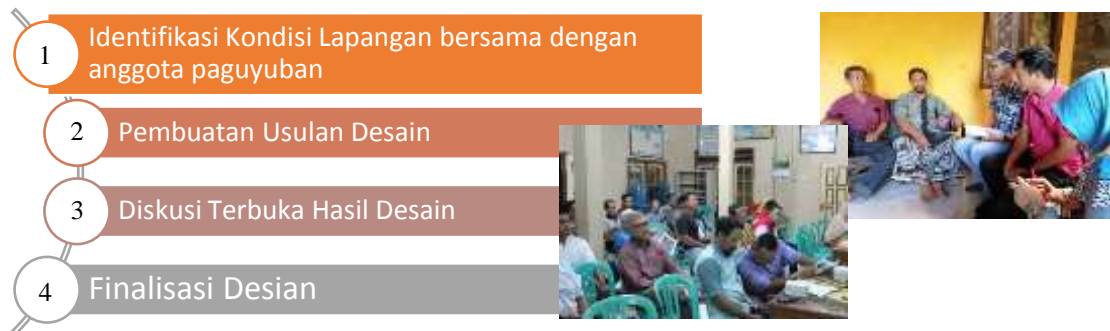 1
Identifikasi Kondisi Lapangan bersama dengan
anggota paguyuban
2
Pembuatan Usulan Desain
3
Diskusi Terbuka Hasil Desain
4
Finalisasi Desian